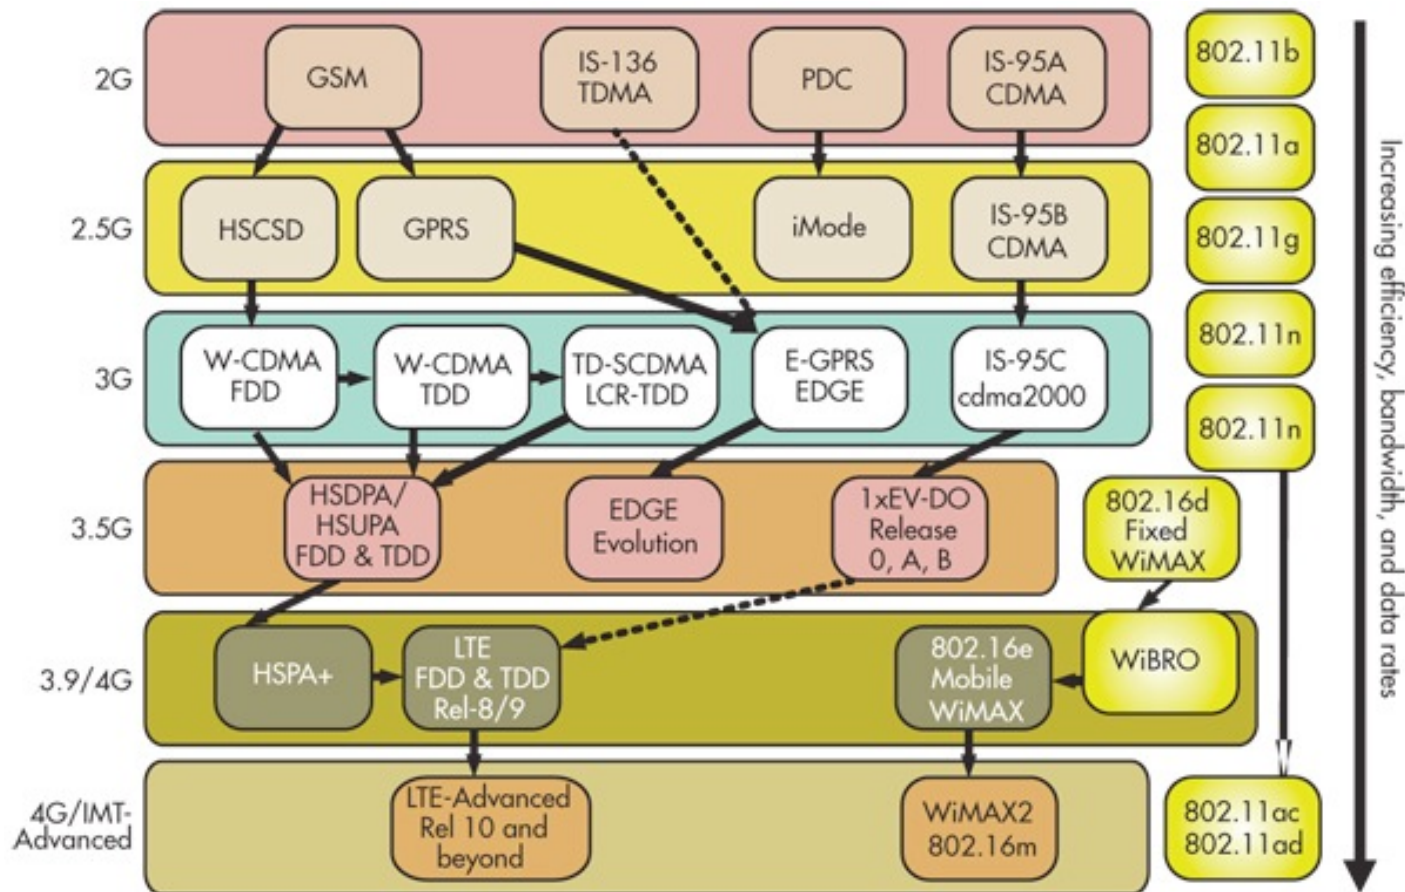 2G
GSM
IS-136
TDMA
PDC
IS-95A
CDMA
802.11b
802.11a
2.5G
HSCSD
GPRS
iMode
IS-95B
CDMA
802.11g
3G
W-CDMA
FDD
W-CDMA
TDD
TD-SCDMA
LCR-TDD
E-GPRS
EDGE
IS-95C
cdma2000
802.11n
802.11n
3.5G
HSDPA/
HSUPA
FDD & TDD
EDGE
Evolution
1xEV-DO
Release
0, A, B
802.16d
Fixed
WiMAX
3.9/4G
HSPA+
LTE
FDD & TDD
Rel-8/9
802.16e
Mobile
WiMAX
WiBRO
4G/IMT-
Advanced
LTE-Advanced
Rel 10 and
beyond
WiMAX2
802.16m
802.11ac
802.11ad
Increasing efficiency, bandwidth, and data rates